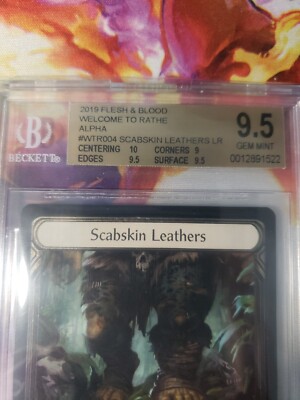 2019 FLESH & BLOOD
WELCOME TO RATHE
ALPHA
#WTR004 SCABSKIN LEATHERS LR
CENTERING 10 CORNERS 9
EDGES 9.5 SURFACE 9.5
9.5
GEM MINT
0012891522
B
BECKETT®
Scabskin Leathers